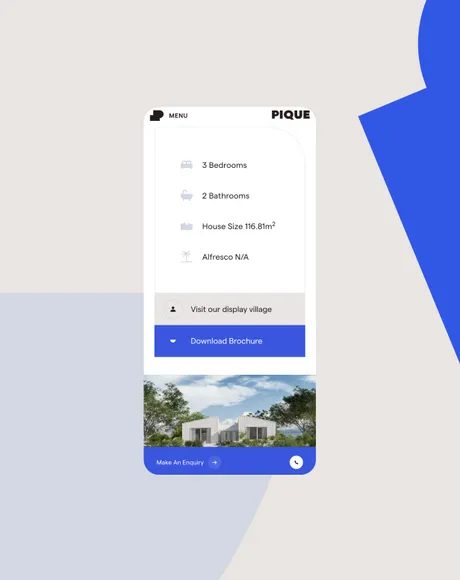 MENU
PIQUE
3 Bedrooms
2 Bathrooms
House Size 116.81m²
Alfresco N/A
Visit our display village
Download Brochure
Make An Enquiry